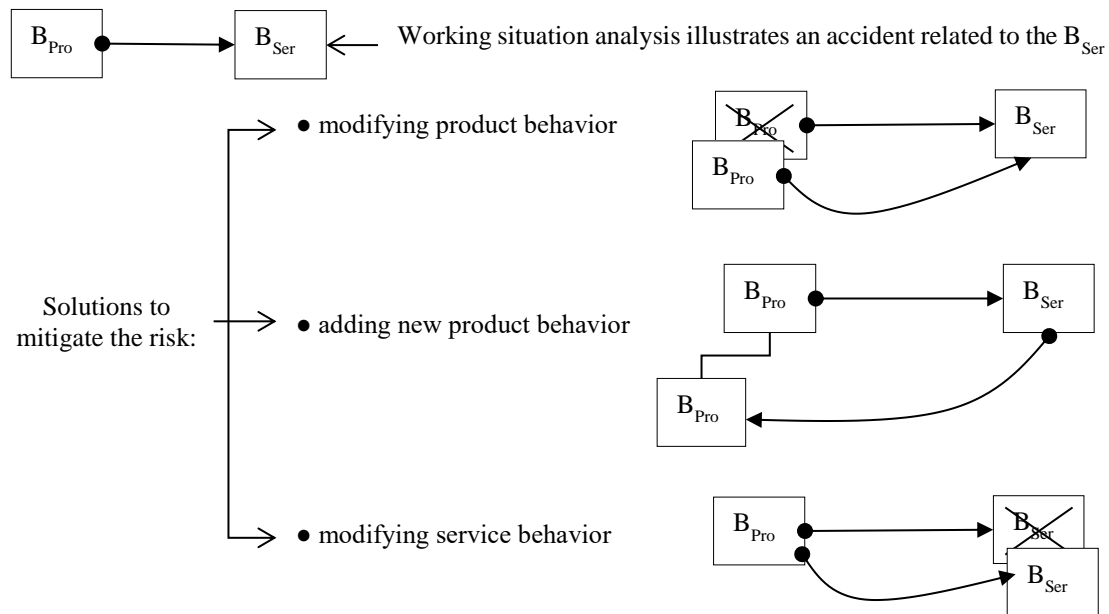 B_Pro B_Ser Working situation analysis illustrates an accident related to the B_Ser
● modifying product behavior
B_Pro B_Ser
B_Pro
Solutions to
mitigate the risk:
● adding new product behavior
B_Pro B_Ser
B_Pro
● modifying service behavior
B_Pro B_Ser
B_Ser